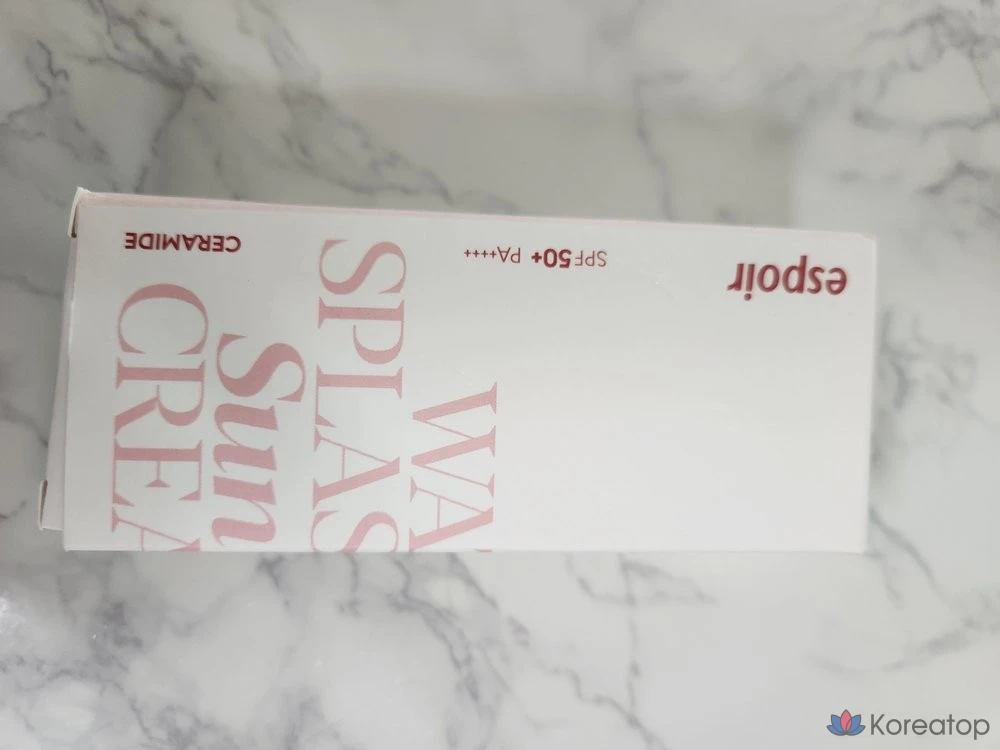 espoir
SPF50+ PA++++
CERAMIDE
WA
SPLAS
Sun
CREA
Koreatop